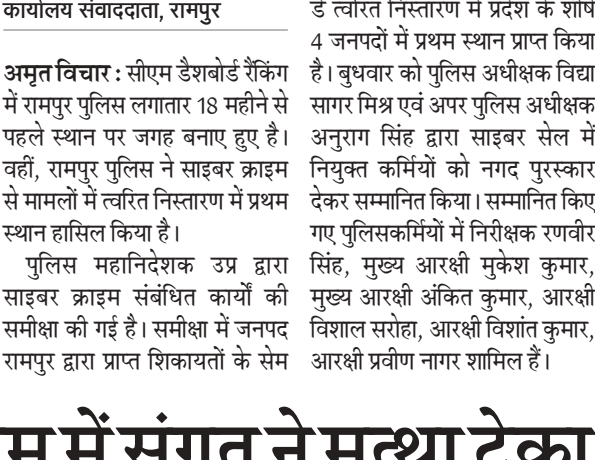 कार्यालय संवाददाता, रामपुर
अमृत विचार : सीएम डैशबोर्ड रैंकिंग
में रामपुर पुलिस लगातार 18 महीने से
पहले स्थान पर जगह बनाए हुए है।
वहीं, रामपुर पुलिस ने साइबर क्राइम
से मामलों में त्वरित निस्तारण में प्रथम
स्थान हासिल किया है।
पुलिस महानिदेशक उप्र द्वारा
साइबर क्राइम संबंधित कार्यों की
समीक्षा की गई है। समीक्षा में जनपद
रामपुर द्वारा प्राप्त शिकायतों के सेम
डे त्वरित निस्तारण में प्रदेश के शीर्ष
4 जनपदों में प्रथम स्थान प्राप्त किया
है। बुधवार को पुलिस अधीक्षक विद्या
सागर मिश्र एवं अपर पुलिस अधीक्षक
अनुराग सिंह द्वारा साइबर सेल में
नियुक्त कर्मियों को नगद पुरस्कार
देकर सम्मानित किया। सम्मानित किए
गए पुलिसकर्मियों में निरीक्षक रणवीर
सिंह, मुख्य आरक्षी मुकेश कुमार,
मुख्य आरक्षी अंकित कुमार, आरक्षी
विशाल सरोहा, आरक्षी विशांत कुमार,
आरक्षी प्रवीण नागर शामिल हैं।
में संगत ने मत्था टेका